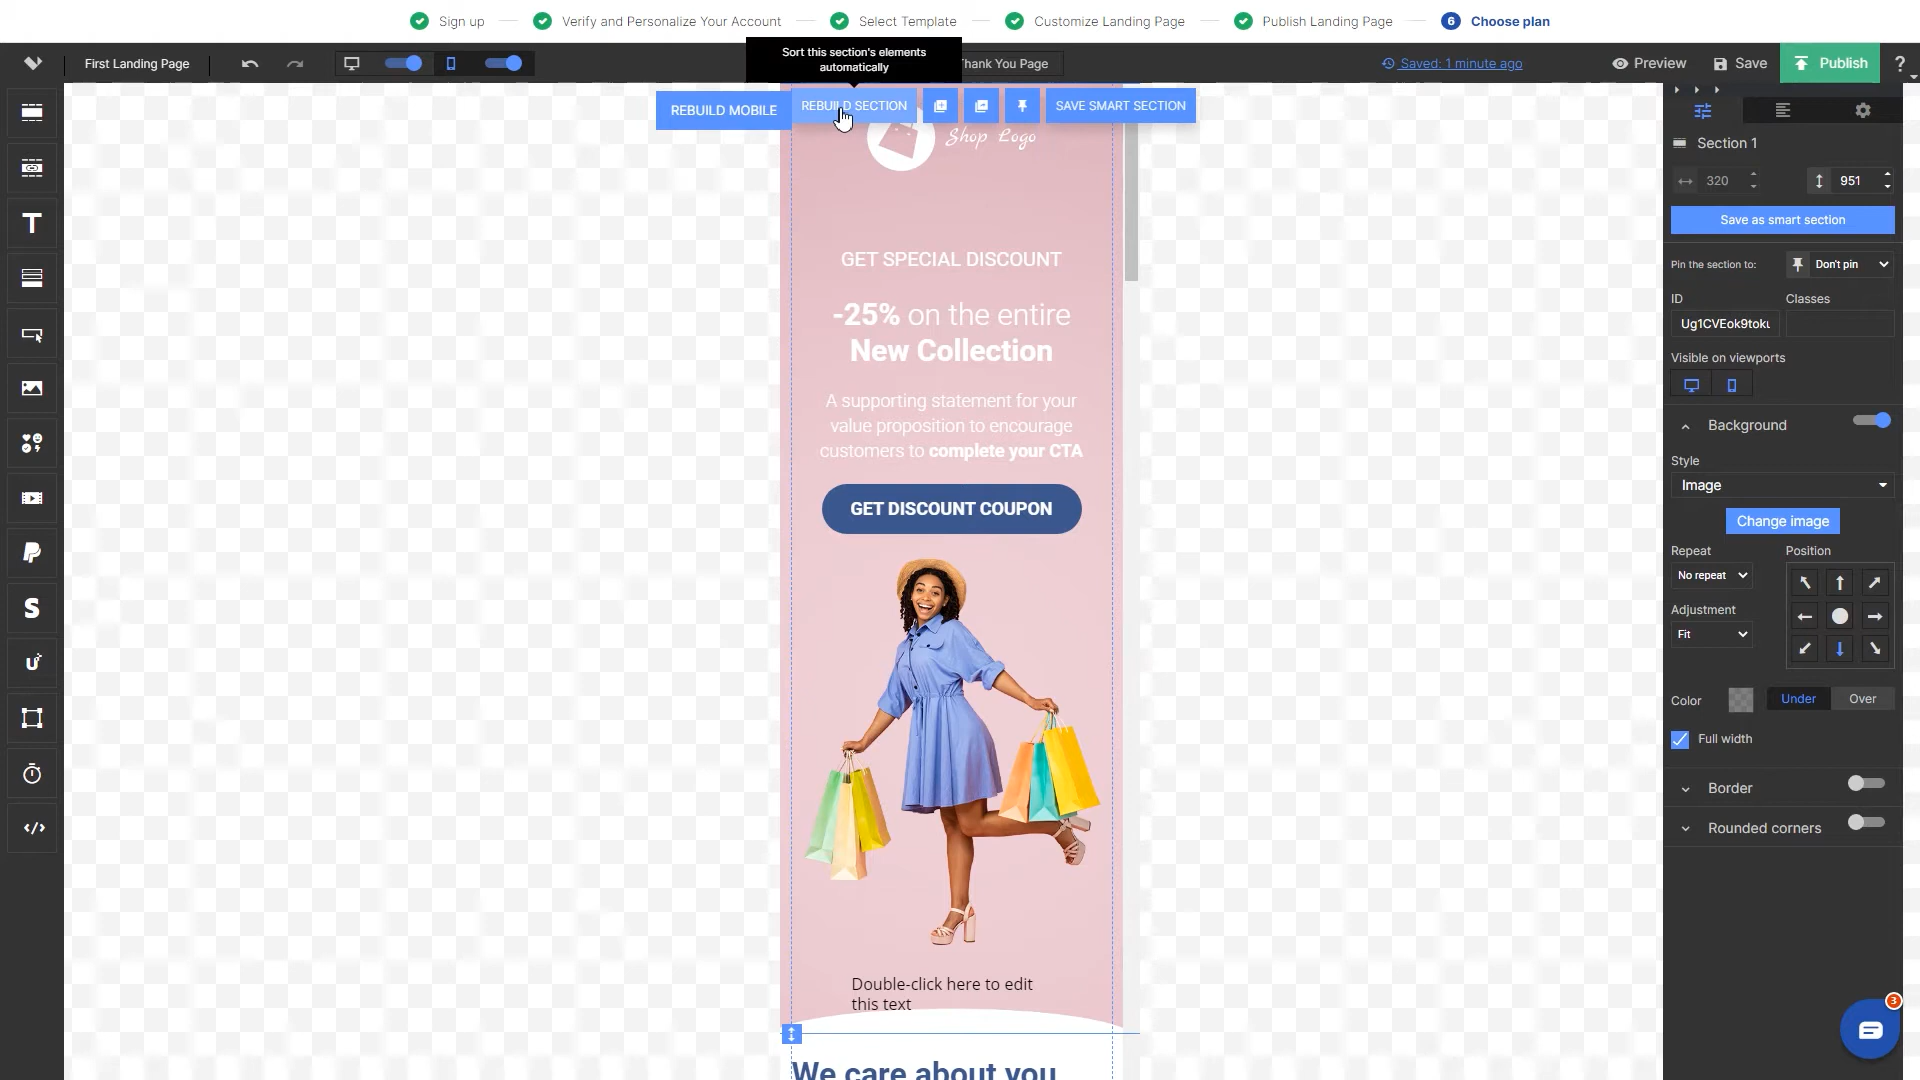 Sign up
Verify and Personalize Your Account
Select Template
Customize Landing Page
Publish Landing Page
6 Choose plan
First Landing Page
Sort this section's elements
automatically
Thank You Page
Saved: 1 minute ago
Preview
Save
Publish
?
REBUILD MOBILE
REBUILD SECTION
SAVE SMART SECTION
Shop Logo
GET SPECIAL DISCOUNT
-25% on the entire
New Collection
A supporting statement for your
value proposition to encourage
customers to complete your CTA
GET DISCOUNT COUPON
Double-click here to edit
this text
We care about you
T
S
Section 1
320
951
Save as smart section
Pin the section to:
Don't pin
ID
Classes
Ug1CVEok9toku
Visible on viewports
Background
Style
Image
Change image
Repeat
Position
No repeat
Adjustment
Fit
Color
Under
Over
Full width
Border
Rounded corners
3